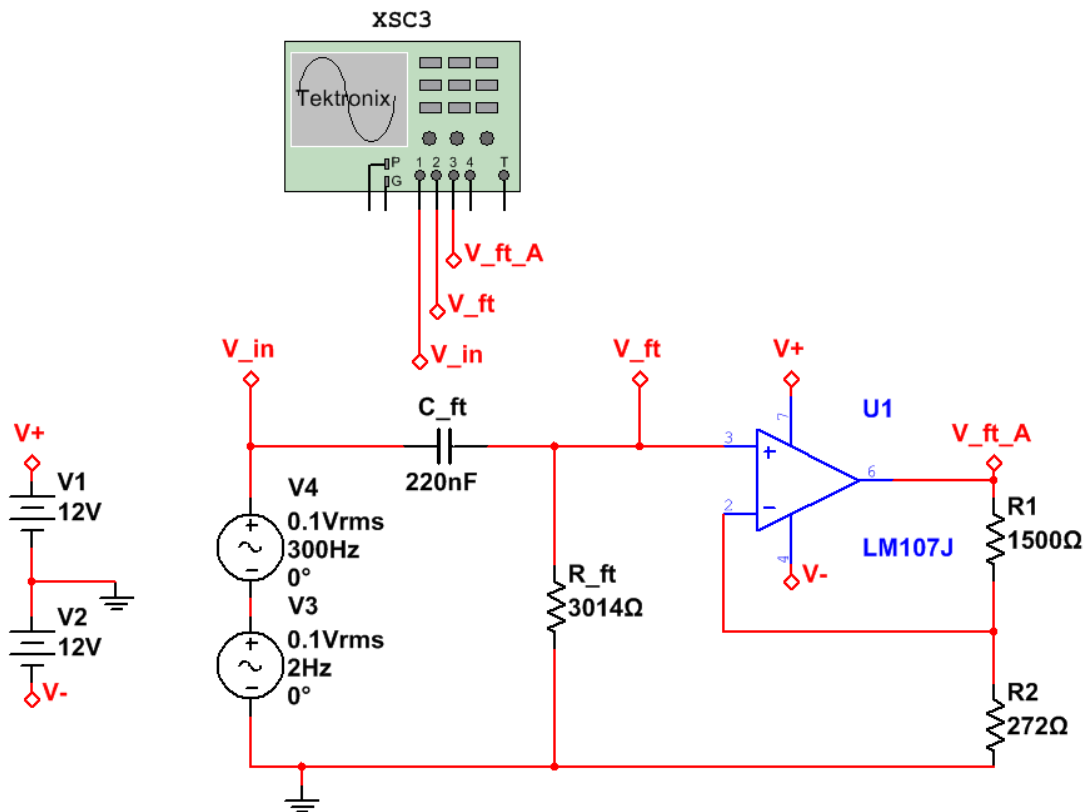 XSC3
Tektronix
P
G
1 2 3 4 T
V_ft_A
V_ft
V_in
V_in
V_ft
V+
C_ft
220nF
U1
V_ft_A
3
7
2
6
4
+
−
LM107J
V-
R1
1500Ω
V+
V1
12V
V2
12V
V-
V4
0.1Vrms
300Hz
0°
V3
0.1Vrms
2Hz
0°
R_ft
3014Ω
R2
272Ω